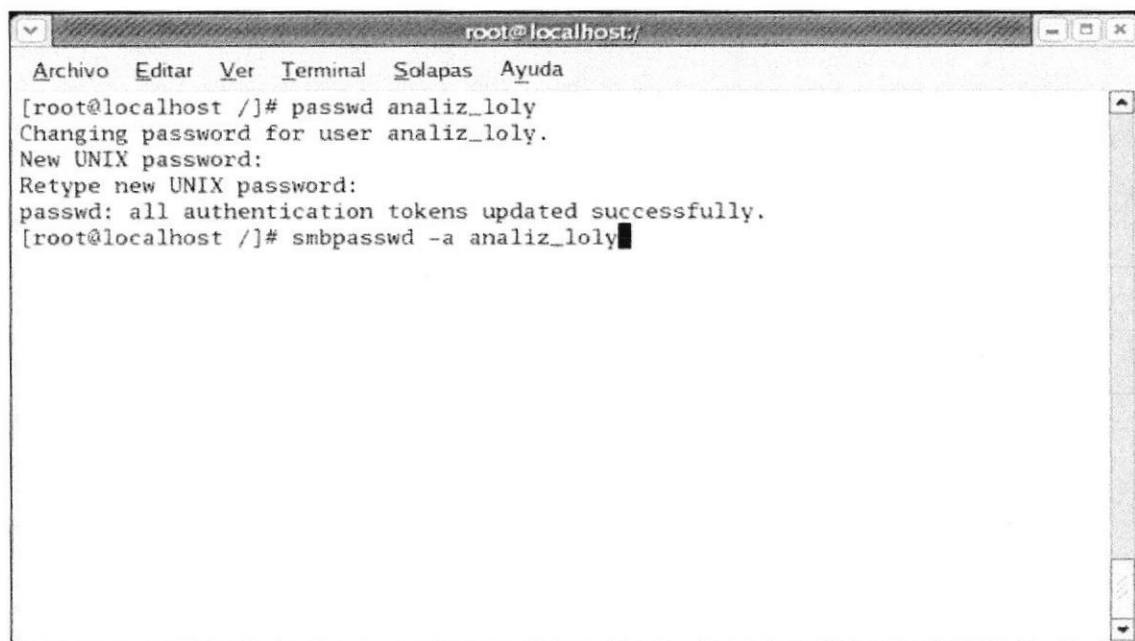 root@localhost:/
Archivo Editar Ver Terminal Solapas Ayuda
[root@localhost /]# passwd analiz_loly
Changing password for user analiz_loly.
New UNIX password:
Retype new UNIX password:
passwd: all authentication tokens updated successfully.
[root@localhost /]# smbpasswd -a analiz_loly